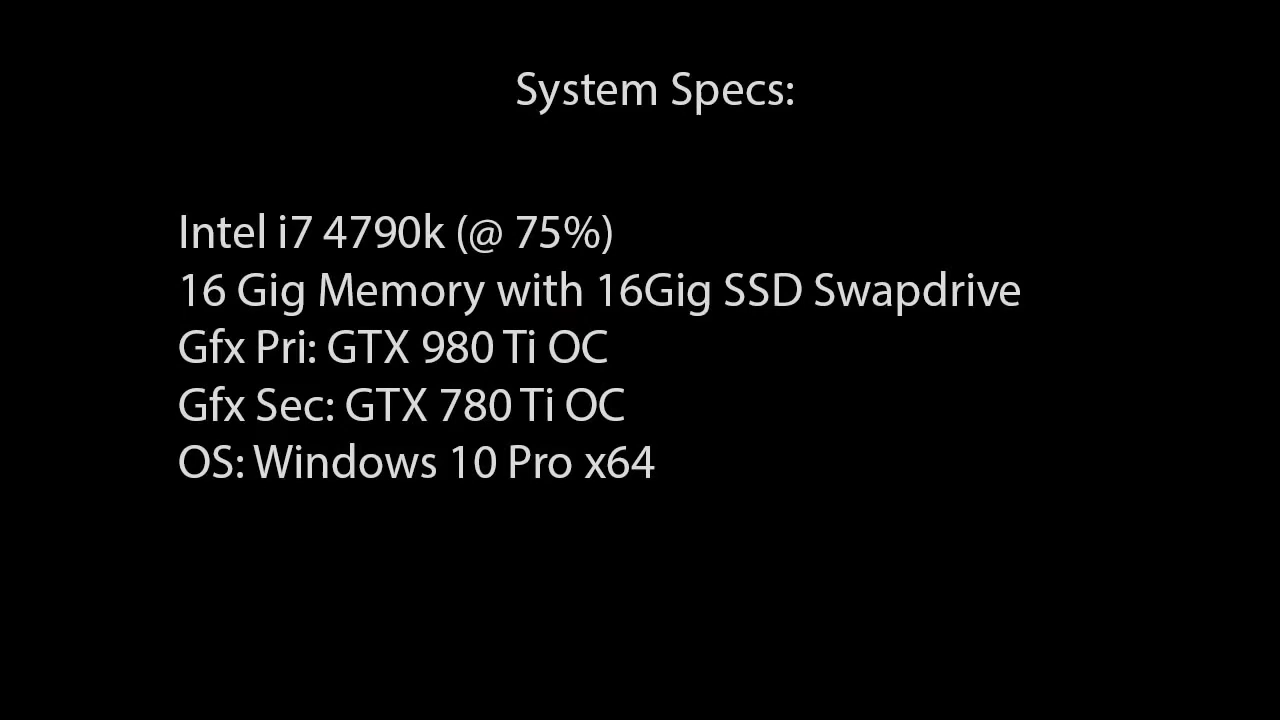 System Specs:
Intel i7 4790k (@ 75%)
16 Gig Memory with 16Gig SSD Swapdrive
Gfx Pri: GTX 980 Ti OC
Gfx Sec: GTX 780 Ti OC
OS: Windows 10 Pro x64